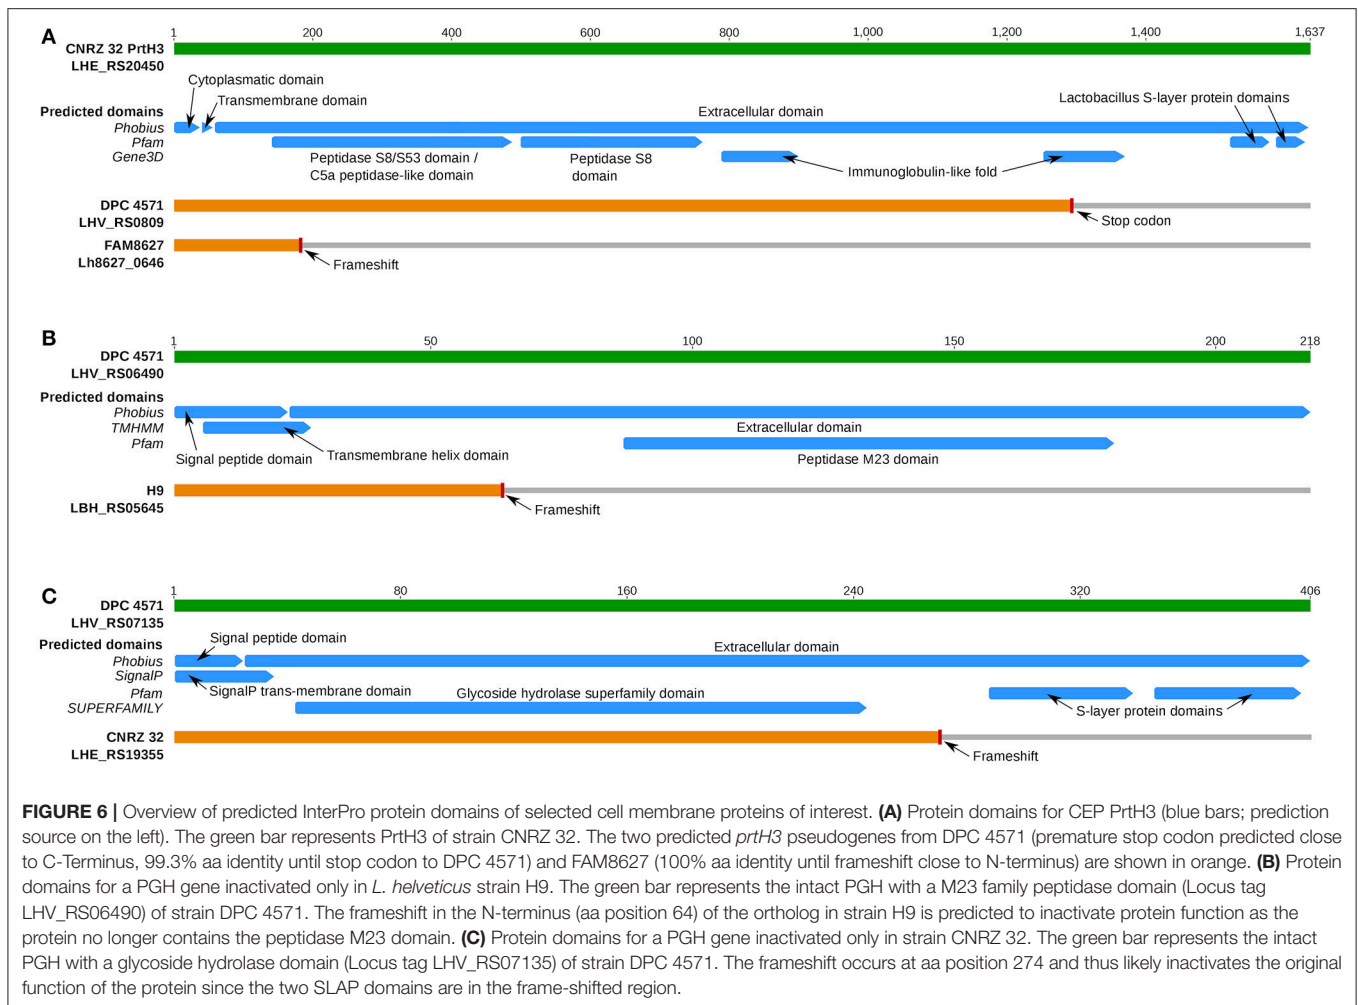 A
1 200 400 600 800 1,000 1,200 1,400 1,637
CNRZ 32 PrtH3
LHE_RS20450
Cytoplasmatic domain
Transmembrane domain
Lactobacillus S-layer protein domains
Predicted domains
Extracellular domain
Phobius
Pfam
Gene3D
Peptidase S8/S53 domain /
C5a peptidase-like domain
Peptidase S8
domain
Immunoglobulin-like fold
DPC 4571
LHV_RS0809
Stop codon
FAM8627
Lh8627_0646
Frameshift
B
1 50 100 150 200 218
DPC 4571
LHV_RS06490
Predicted domains
Phobius
TMHMM
Extracellular domain
Pfam
Signal peptide domain
Transmembrane helix domain
Peptidase M23 domain
H9
LBH_RS05645
Frameshift
C
1 80 160 240 320 406
DPC 4571
LHV_RS07135
Predicted domains
Signal peptide domain
Extracellular domain
Phobius
SignalP
SignalP trans-membrane domain
Pfam
Glycoside hydrolase superfamily domain
SUPERFAMILY
S-layer protein domains
CNRZ 32
LHE_RS19355
Frameshift
FIGURE 6 | Overview of predicted InterPro protein domains of selected cell membrane proteins of interest. (A) Protein domains for CEP PrtH3 (blue bars; prediction
source on the left). The green bar represents PrtH3 of strain CNRZ 32. The two predicted prtH3 pseudogenes from DPC 4571 (premature stop codon predicted close
to C-Terminus, 99.3% aa identity until stop codon to DPC 4571) and FAM8627 (100% aa identity until frameshift close to N-terminus) are shown in orange. (B) Protein
domains for a PGH gene inactivated only in L. helveticus strain H9. The green bar represents the intact PGH with a M23 family peptidase domain (Locus tag
LHV_RS06490) of strain DPC 4571. The frameshift in the N-terminus (aa position 64) of the ortholog in strain H9 is predicted to inactivate protein function as the
protein no longer contains the peptidase M23 domain. (C) Protein domains for a PGH gene inactivated only in strain CNRZ 32. The green bar represents the intact
PGH with a glycoside hydrolase domain (Locus tag LHV_RS07135) of strain DPC 4571. The frameshift occurs at aa position 274 and thus likely inactivates the original
function of the protein since the two SLAP domains are in the frame-shifted region.